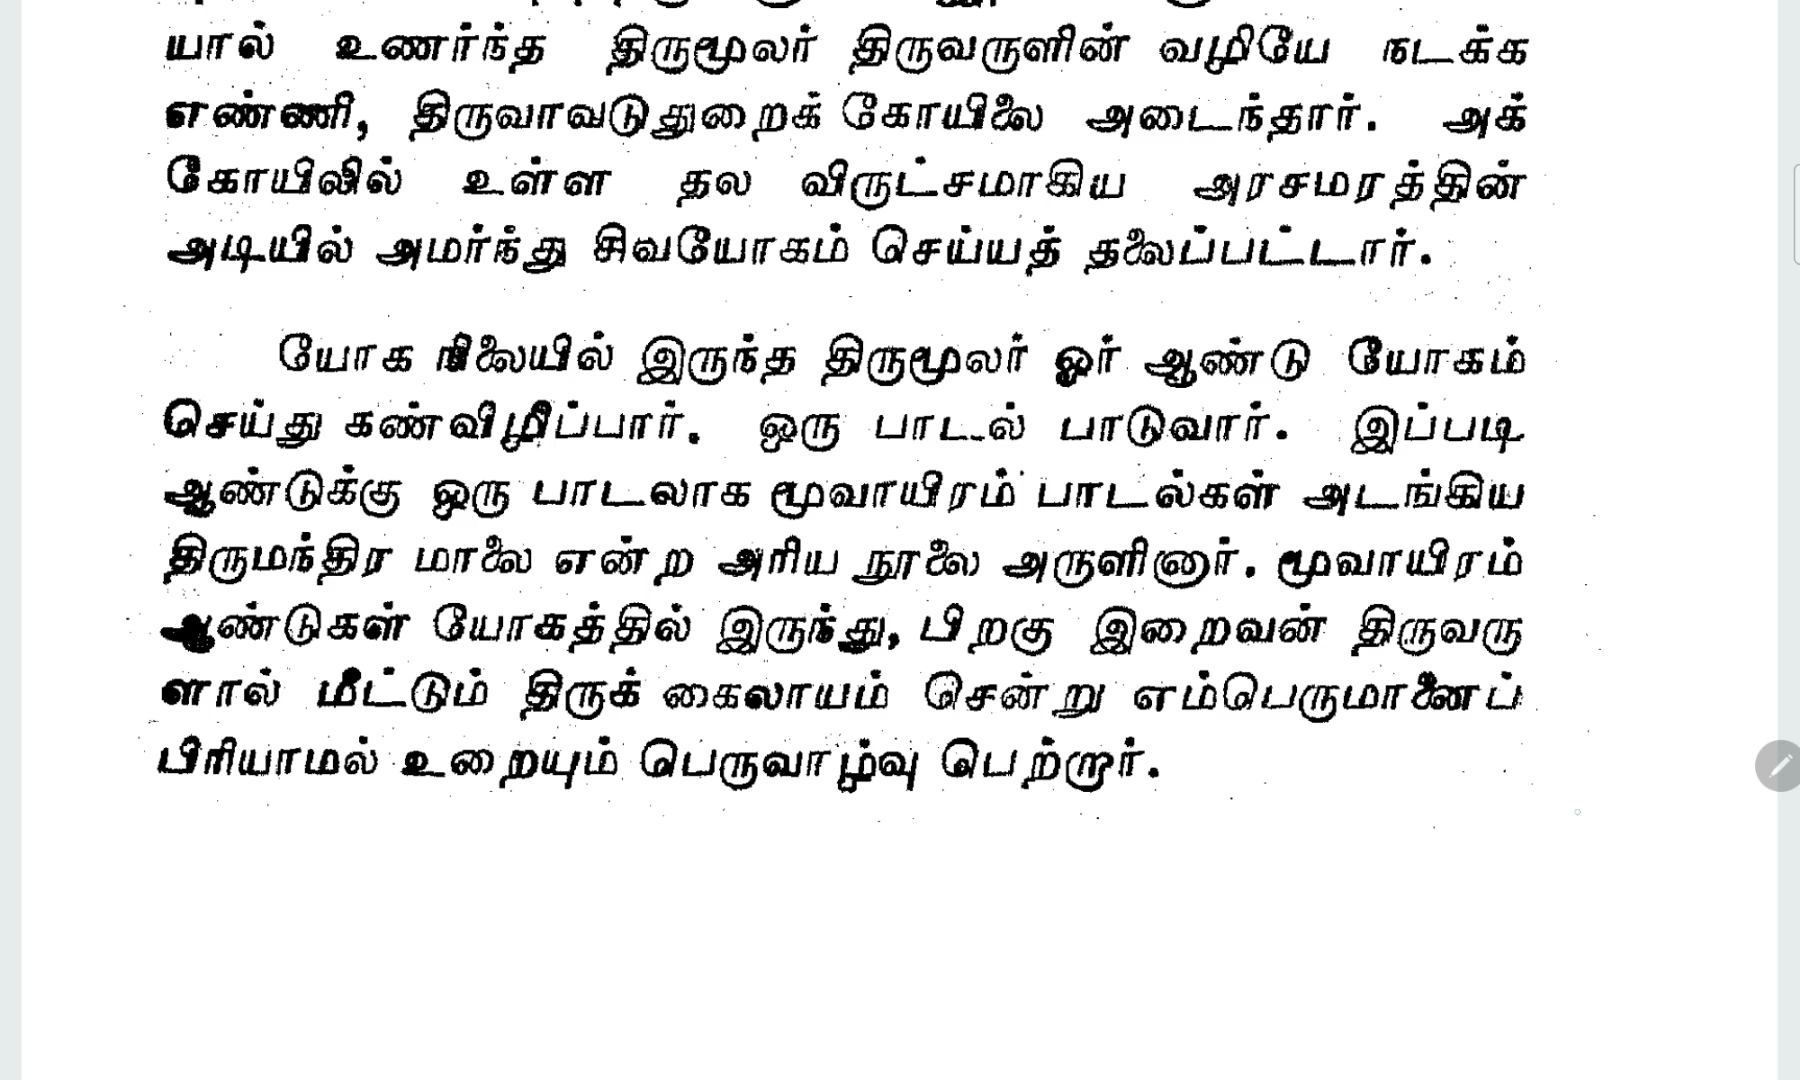 யால் உணர்ந்த திருமூலர் திருவருளின் வழியே நடக்க
எண்ணி, திருவாவடுதுறைக் கோயிலை அடைந்தார். அக்
கோயிலில் உள்ள தல விருட்சமாகிய அரசமரத்தின்
அடியில் அமர்ந்து சிவயோகம் செய்யத் தலைப்பட்டார்.
யோக நிலையில் இருந்த திருமூலர் ஓர் ஆண்டு யோகம்
செய்து கண்விழிப்பார். ஒரு பாடல் பாடுவார். இப்படி
ஆண்டுக்கு ஒரு பாடலாக மூவாயிரம் பாடல்கள் அடங்கிய
திருமந்திர மாலை என்ற அரிய நூலை அருளினார். மூவாயிரம்
ஆண்டுகள் யோகத்தில் இருந்து, பிறகு இறைவன் திருவரு
ளால் மீட்டும் திருக் கைலாயம் சென்று எம்பெருமானைப்
பிரியாமல் உறையும் பெருவாழ்வு பெற்றார்.